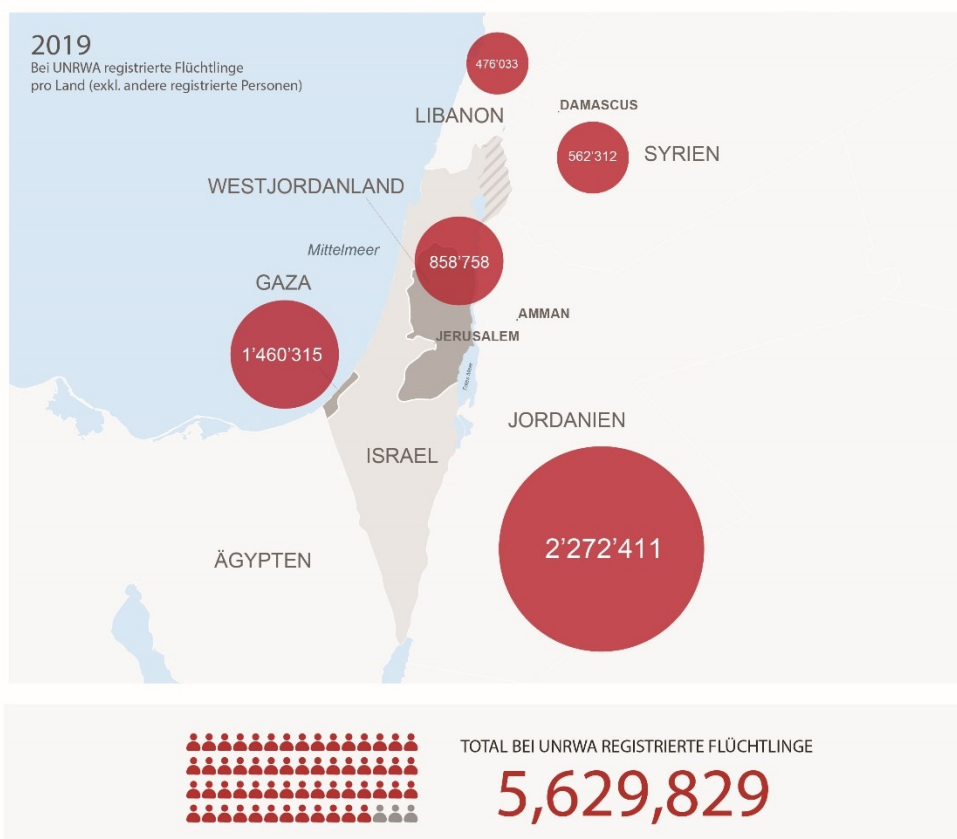 2019
Bei UNRWA registrierte Flüchtlinge
pro Land (exkl. andere registrierte Personen)
476'033
LIBANON
DAMASCUS
562'312
SYRIEN
WESTJORDANLAND
Mittelmeer
858'758
GAZA
AMMAN
JERUSALEM
1'460'315
Totes Meer
JORDANIEN
ISRAEL
2'272'411
ÄGYPTEN
TOTAL BEI UNRWA REGISTRIERTE FLÜCHTLINGE
5,629,829